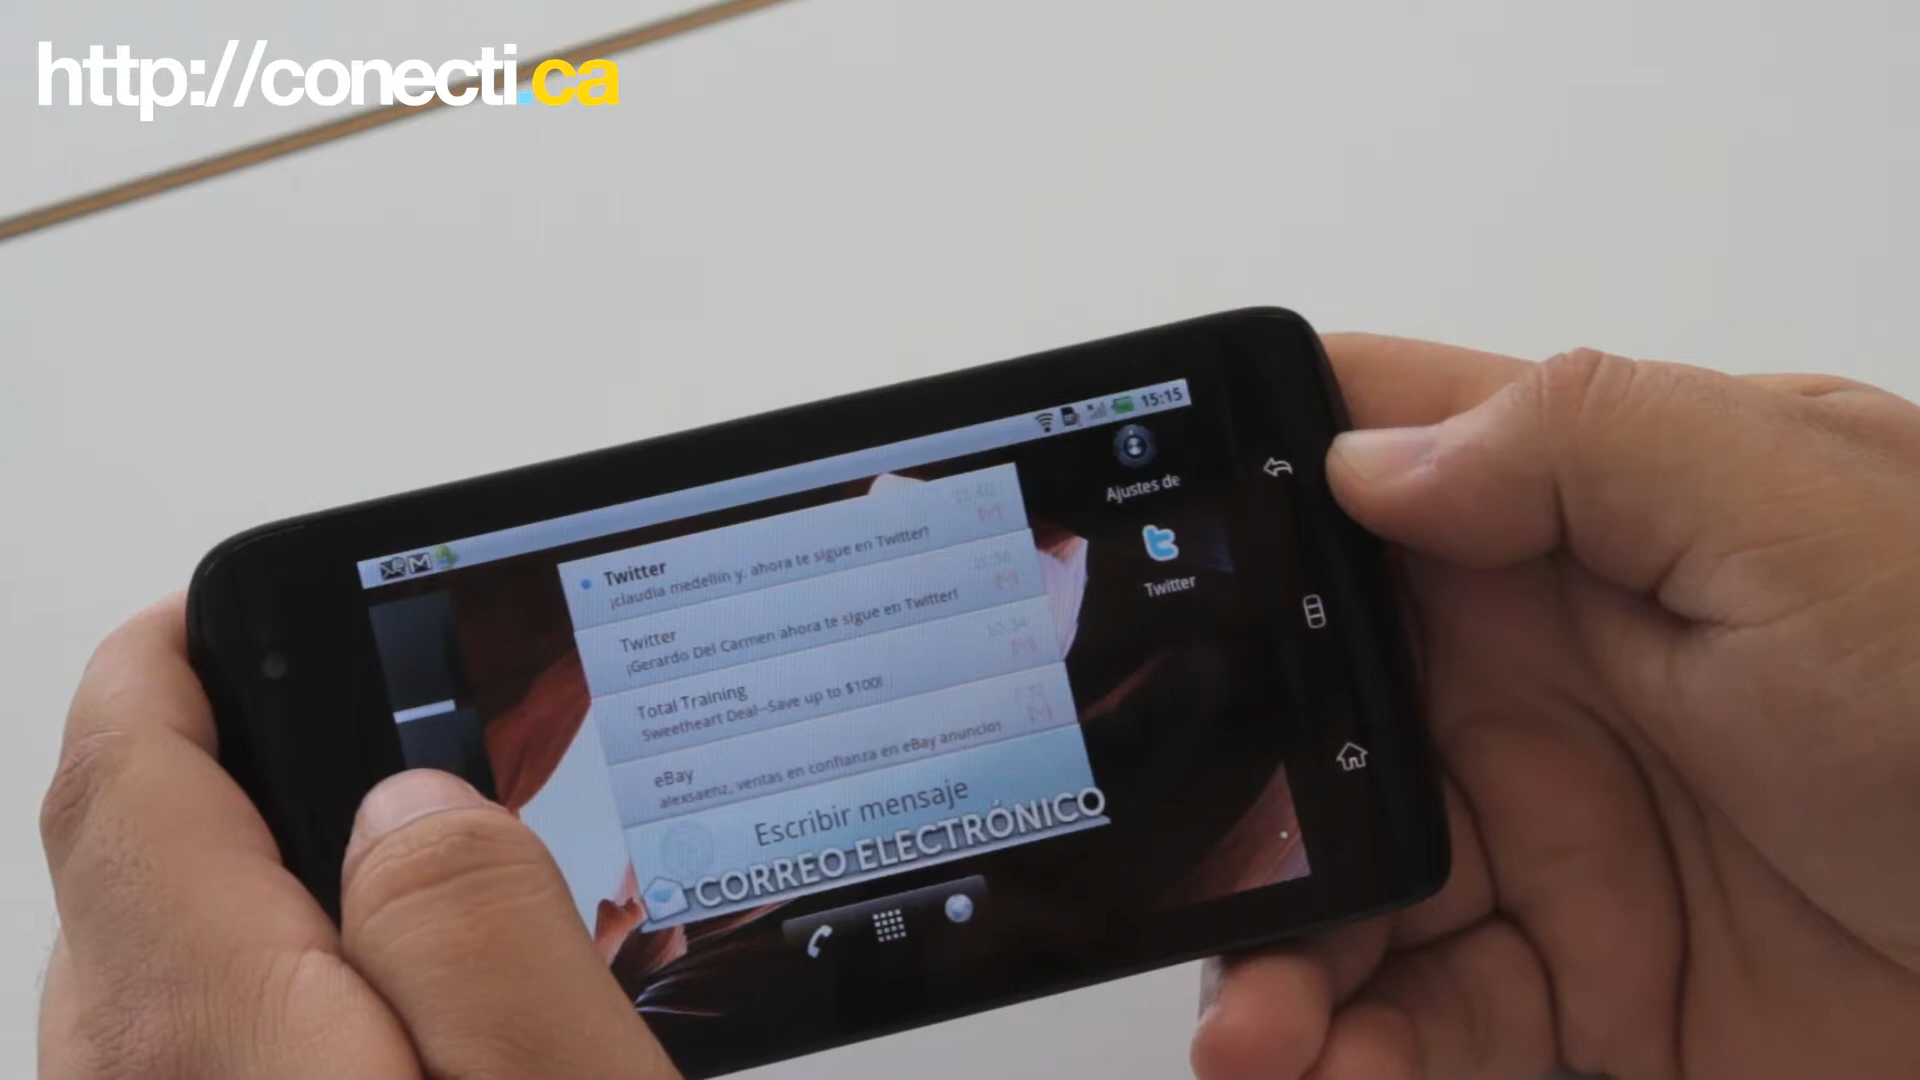 http://conecti.ca
15:15
Ajustes de
Twitter
Twitter
¡claudia medellin y. ahora te sigue en Twitter!
Twitter
¡Gerardo Del Carmen ahora te sigue en Twitter!
10:34
Total Training
Sweetheart Deal--Save up to $100!
eBay
alexsaenz, ventas en confianza en eBay anuncios
Escribir mensaje
CORREO ELECTRÓNICO